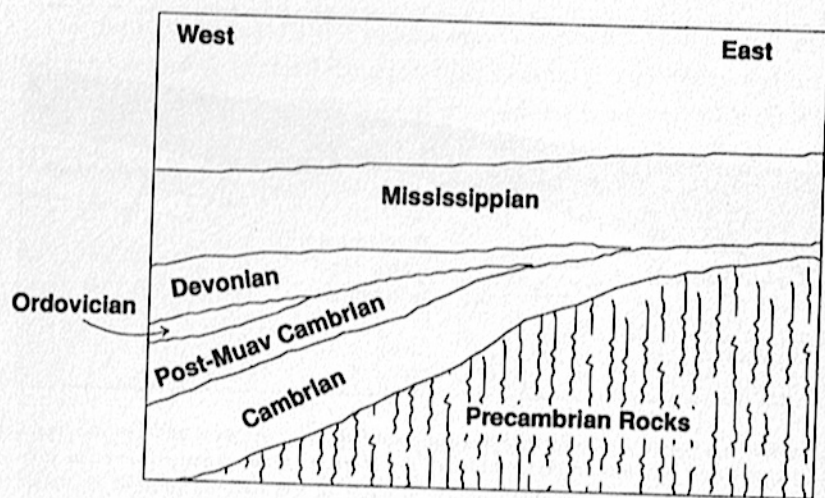 West
East
Mississippian
Devonian
Ordovician
Post-Muav Cambrian
Cambrian
Precambrian Rocks